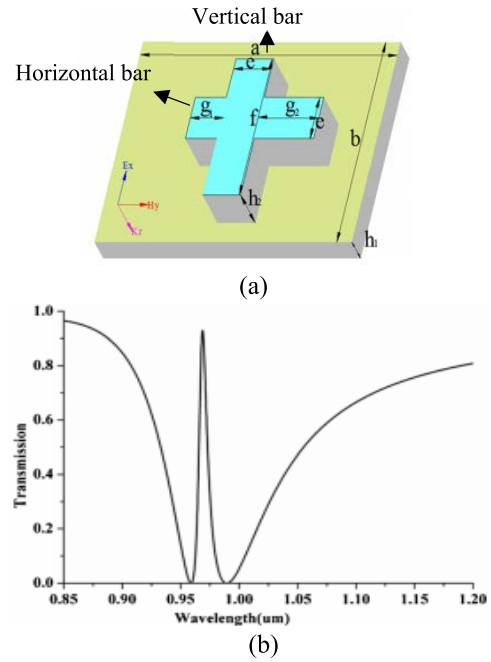 Vertical bar
a
e
Horizontal bar
g₁
g₂
f
e
b
Ex
Hy
Kz
h₂
h₁
(a)
1.0
0.8
0.6
0.4
0.2
0.0
Transmission
0.85 0.90 0.95 1.00 1.05 1.10 1.15 1.20
Wavelength(um)
(b)